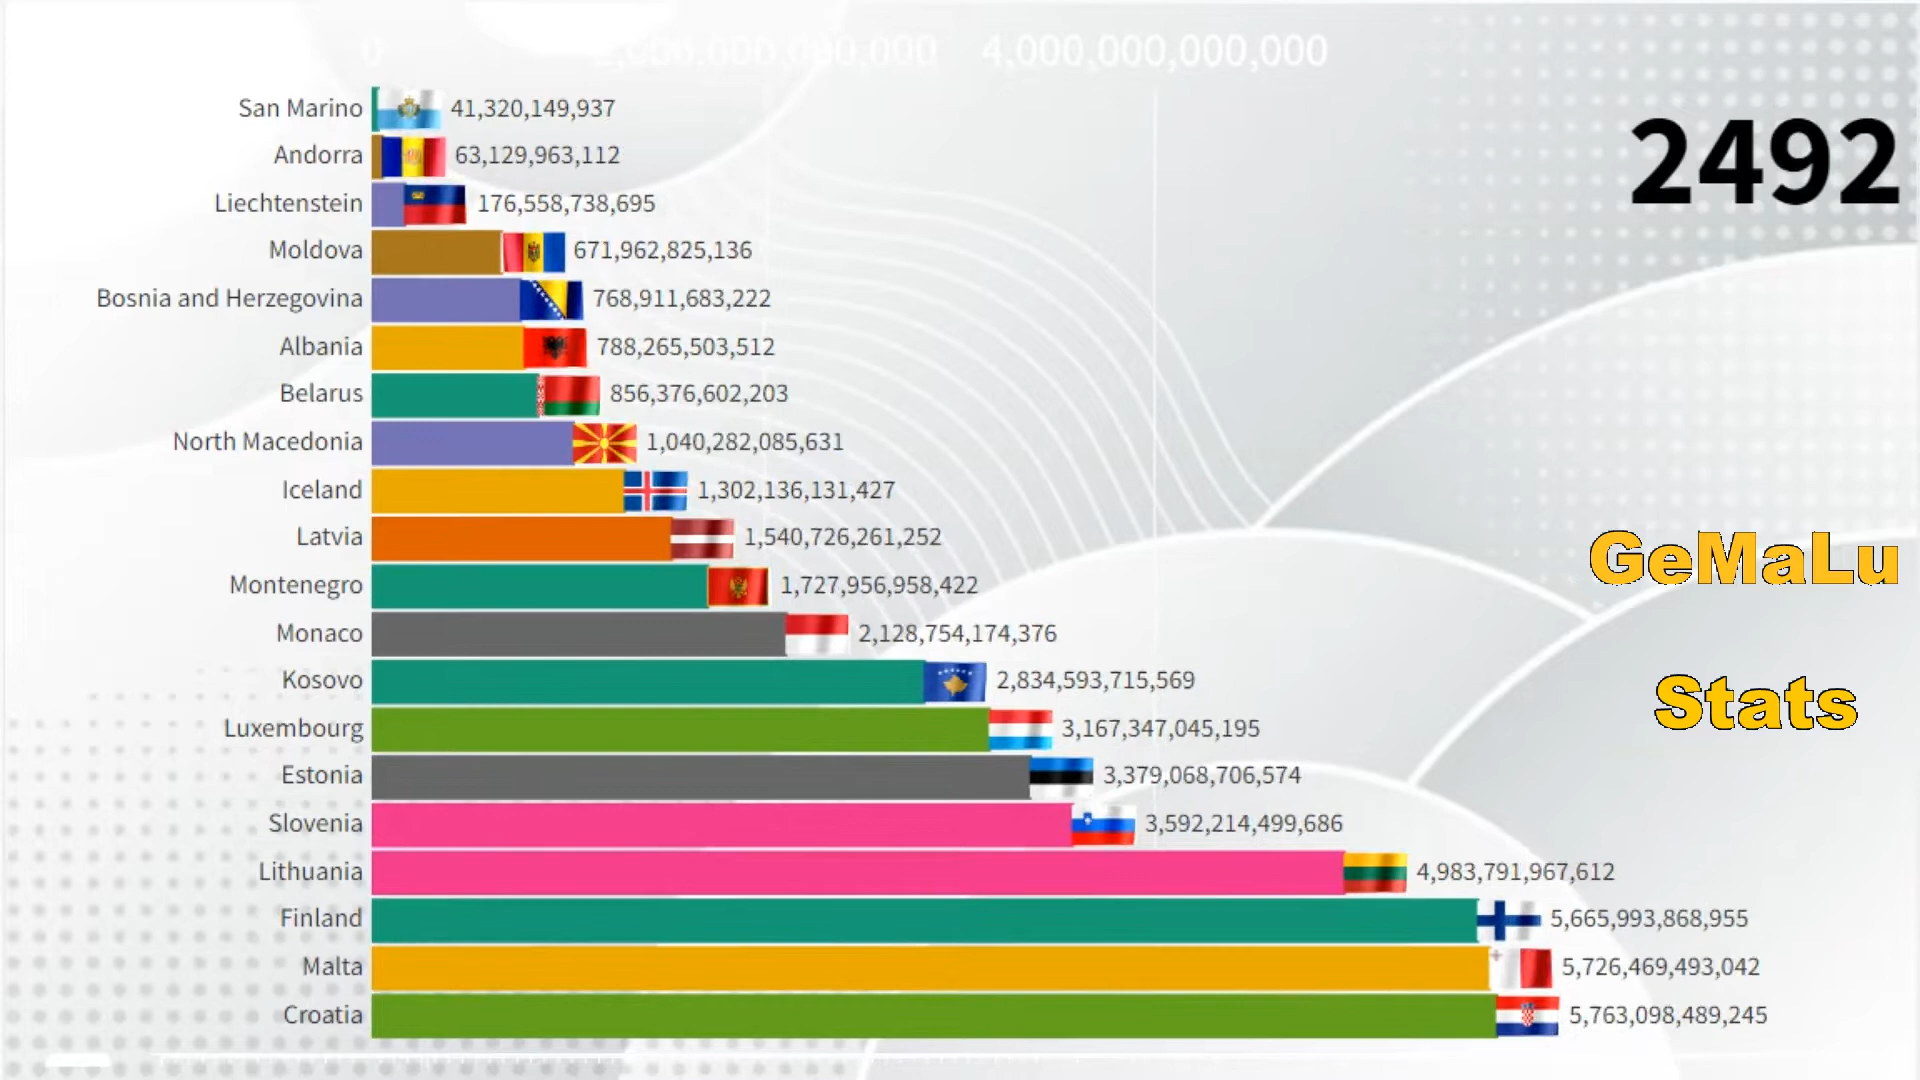 0 2,000,000,000,000 4,000,000,000,000
2492
San Marino 41,320,149,937
Andorra 63,129,963,112
Liechtenstein 176,558,738,695
Moldova 671,962,825,136
Bosnia and Herzegovina 768,911,683,222
Albania 788,265,503,512
Belarus 856,376,602,203
North Macedonia 1,040,282,085,631
Iceland 1,302,136,131,427
Latvia 1,540,726,261,252
Montenegro 1,727,956,958,422
Monaco 2,128,754,174,376
Kosovo 2,834,593,715,569
Luxembourg 3,167,347,045,195
Estonia 3,379,068,706,574
Slovenia 3,592,214,499,686
Lithuania 4,983,791,967,612
Finland 5,665,993,868,955
Malta 5,726,469,493,042
Croatia 5,763,098,489,245
GeMaLu
Stats